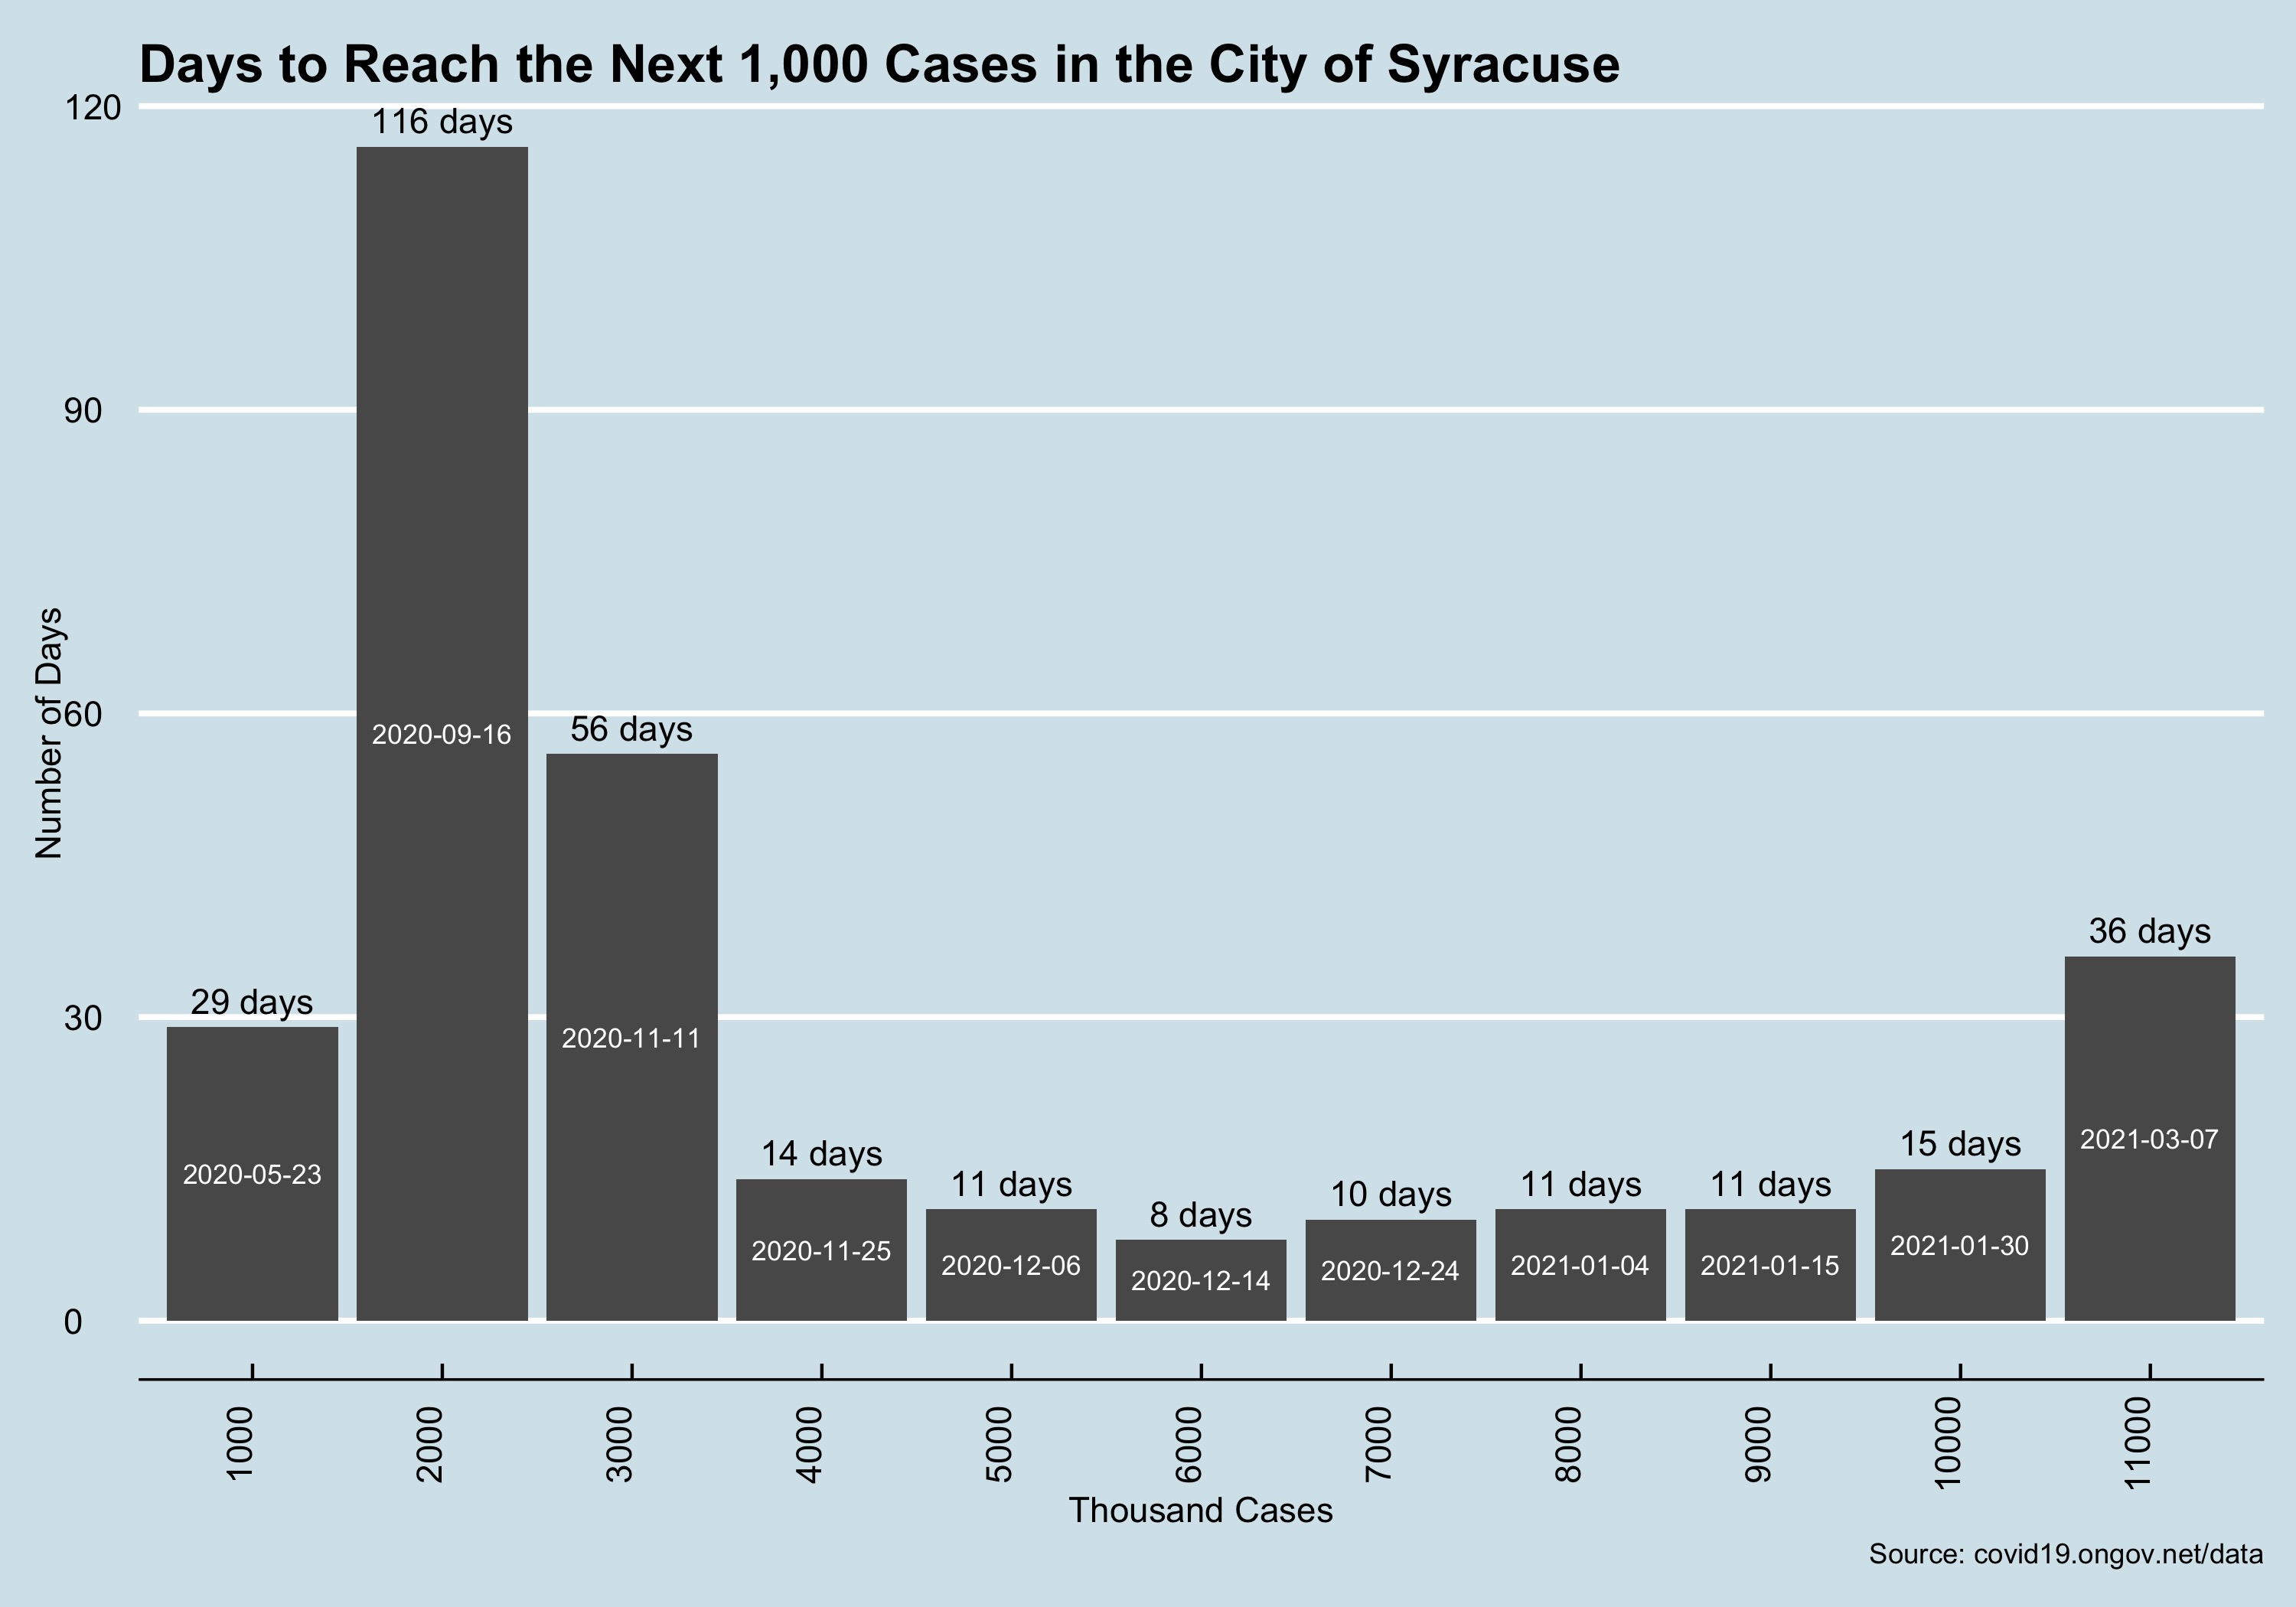 Days to Reach the Next 1,000 Cases in the City of Syracuse
Number of Days
120
90
60
30
0
29 days
116 days
56 days
14 days
11 days
8 days
10 days
11 days
11 days
15 days
36 days
2020-05-23
2020-09-16
2020-11-11
2020-11-25
2020-12-06
2020-12-14
2020-12-24
2021-01-04
2021-01-15
2021-01-30
2021-03-07
1000
2000
3000
4000
5000
6000
7000
8000
9000
10000
11000
Thousand Cases
Source: covid19.ongov.net/data